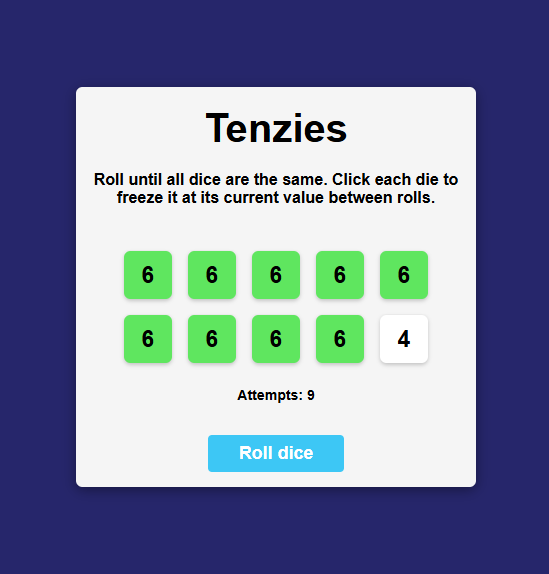 Tenzies
Roll until all dice are the same. Click each die to
freeze it at its current value between rolls.
6 6 6 6 6
6 6 6 6 4
Attempts: 9
Roll dice